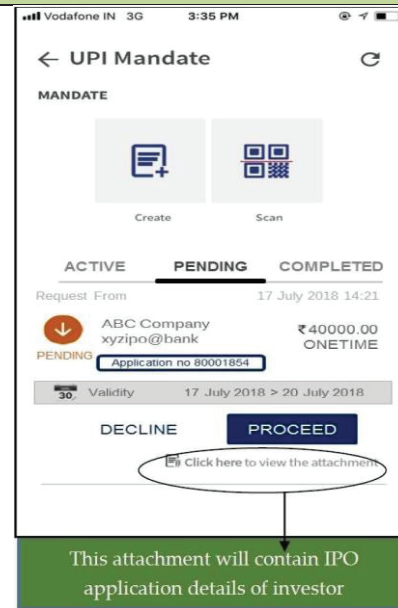 Vodafone IN 3G 3:35 PM
← UPI Mandate
MANDATE
Create Scan
ACTIVE PENDING COMPLETED
Request From 17 July 2018 14:21
ABC Company ₹40000.00
xyzipo@bank ONETIME
PENDING Application no 80001854
30 Validity 17 July 2018 > 20 July 2018
DECLINE PROCEED
Click here to view the attachment
This attachment will contain IPO
application details of investor